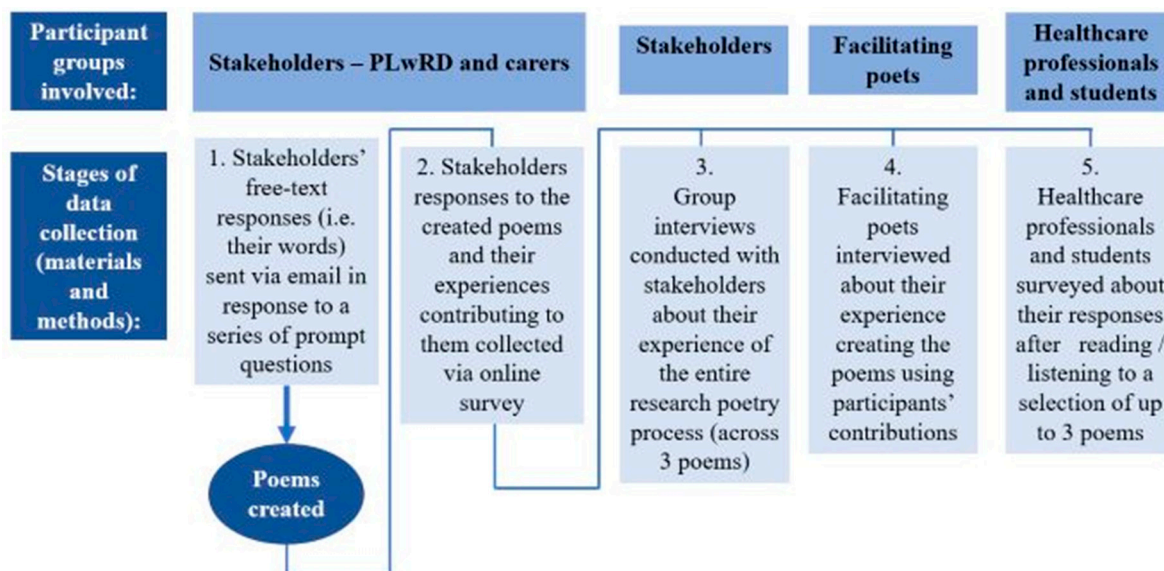 Participant
groups
involved:
Stakeholders – PLwRD and carers
Stakeholders
Facilitating
poets
Healthcare
professionals
and students
Stages of
data
collection
(materials
and
methods):
1. Stakeholders’
free-text
responses (i.e.
their words)
sent via email in
response to a
series of prompt
questions
Poems
created
2. Stakeholders
responses to the
created poems
and their
experiences
contributing to
them collected
via online
survey
3.
Group
interviews
conducted with
stakeholders
about their
experience of
the entire
research poetry
process (across
3 poems)
4.
Facilitating
poets
interviewed
about their
experience
creating the
poems using
participants’
contributions
5.
Healthcare
professionals
and students
surveyed about
their responses
after reading /
listening to a
selection of up
to 3 poems